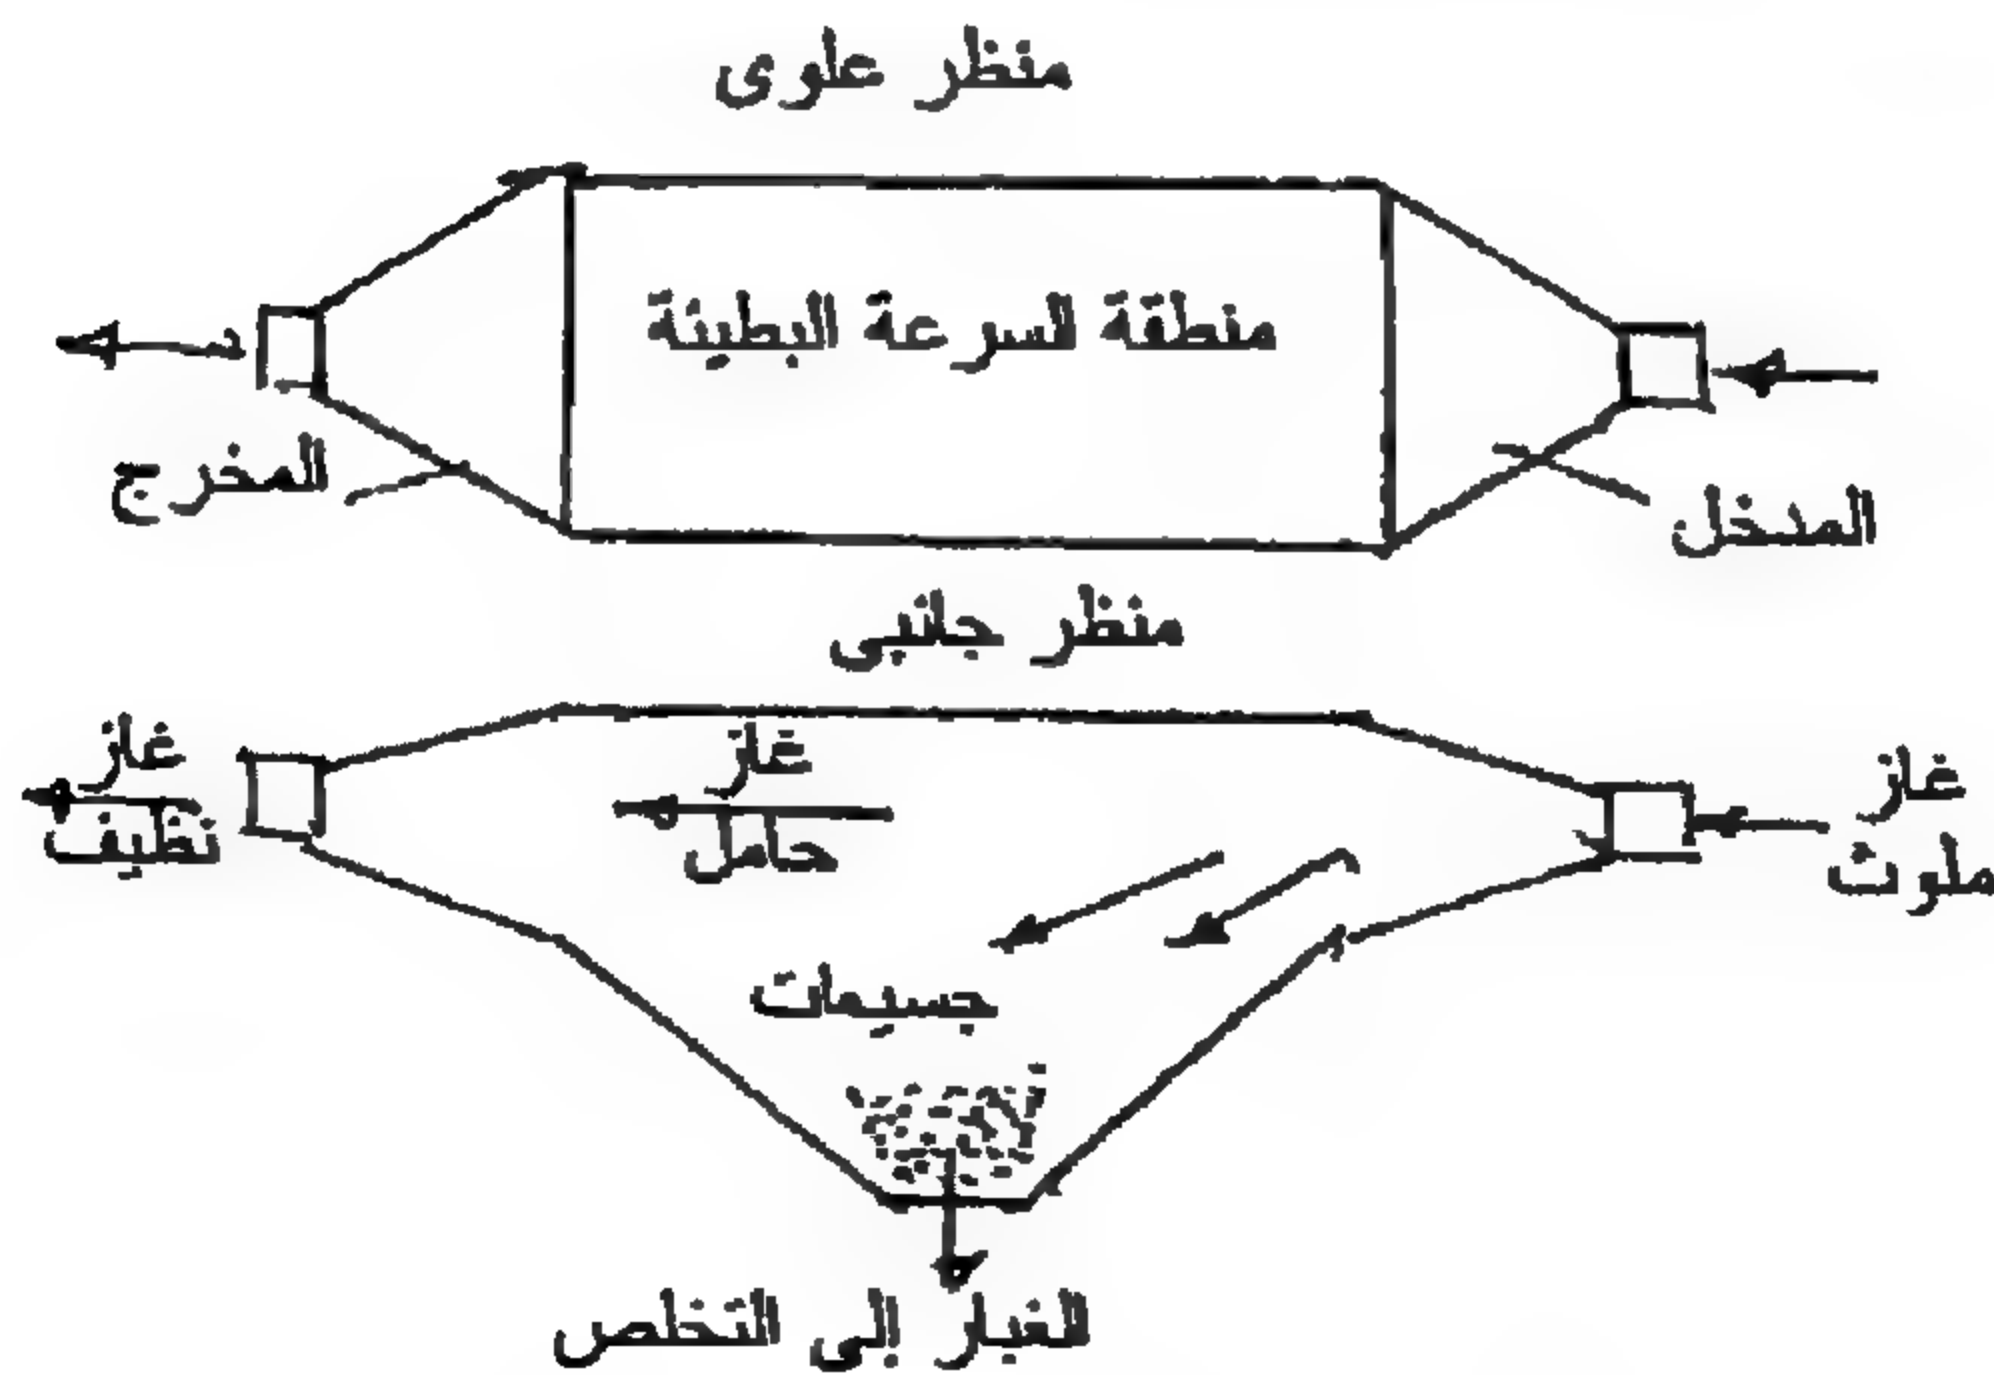 منظر علوى
منطقة السرعة البطيئة
المدخل
المخرج
منظر جانبى
غاز
ملوث
غاز
حامل
غاز
نظيف
جسيمات
الغبار إلى التخلص